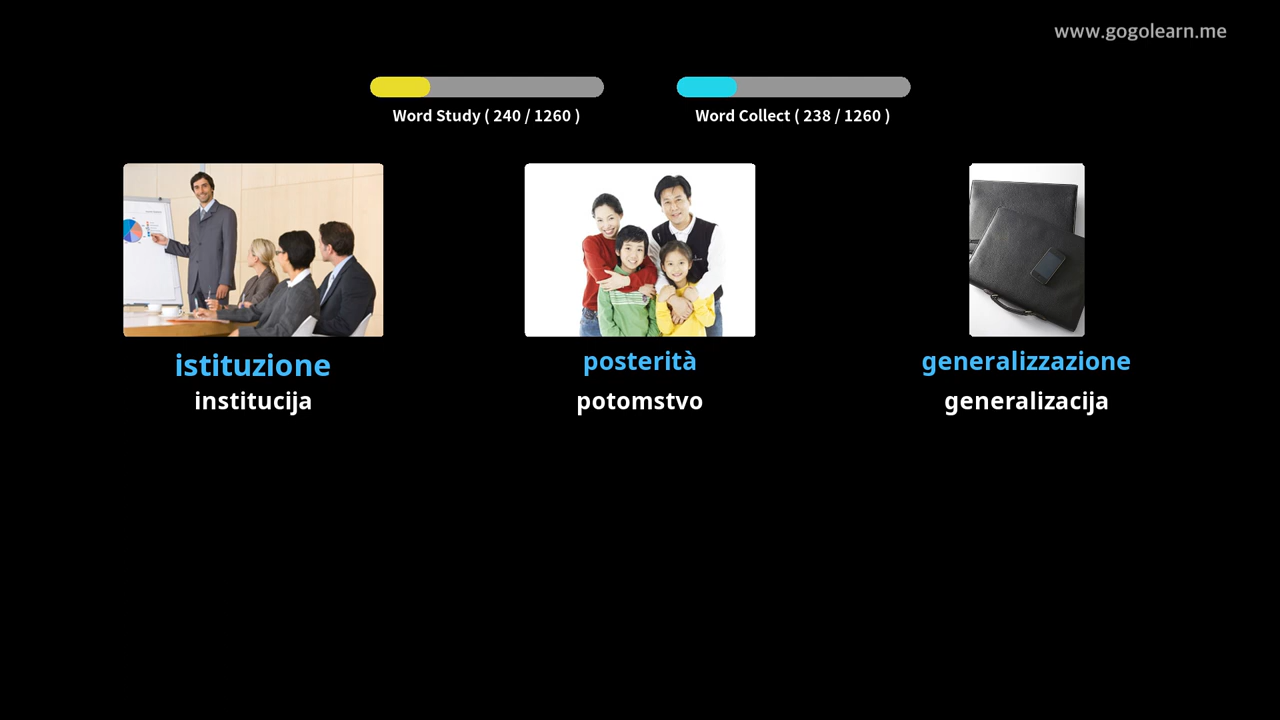 www.gogolearn.me
Word Study ( 240 / 1260 )
Word Collect ( 238 / 1260 )
istituzione
posterità
generalizzazione
institucija
potomstvo
generalizacija